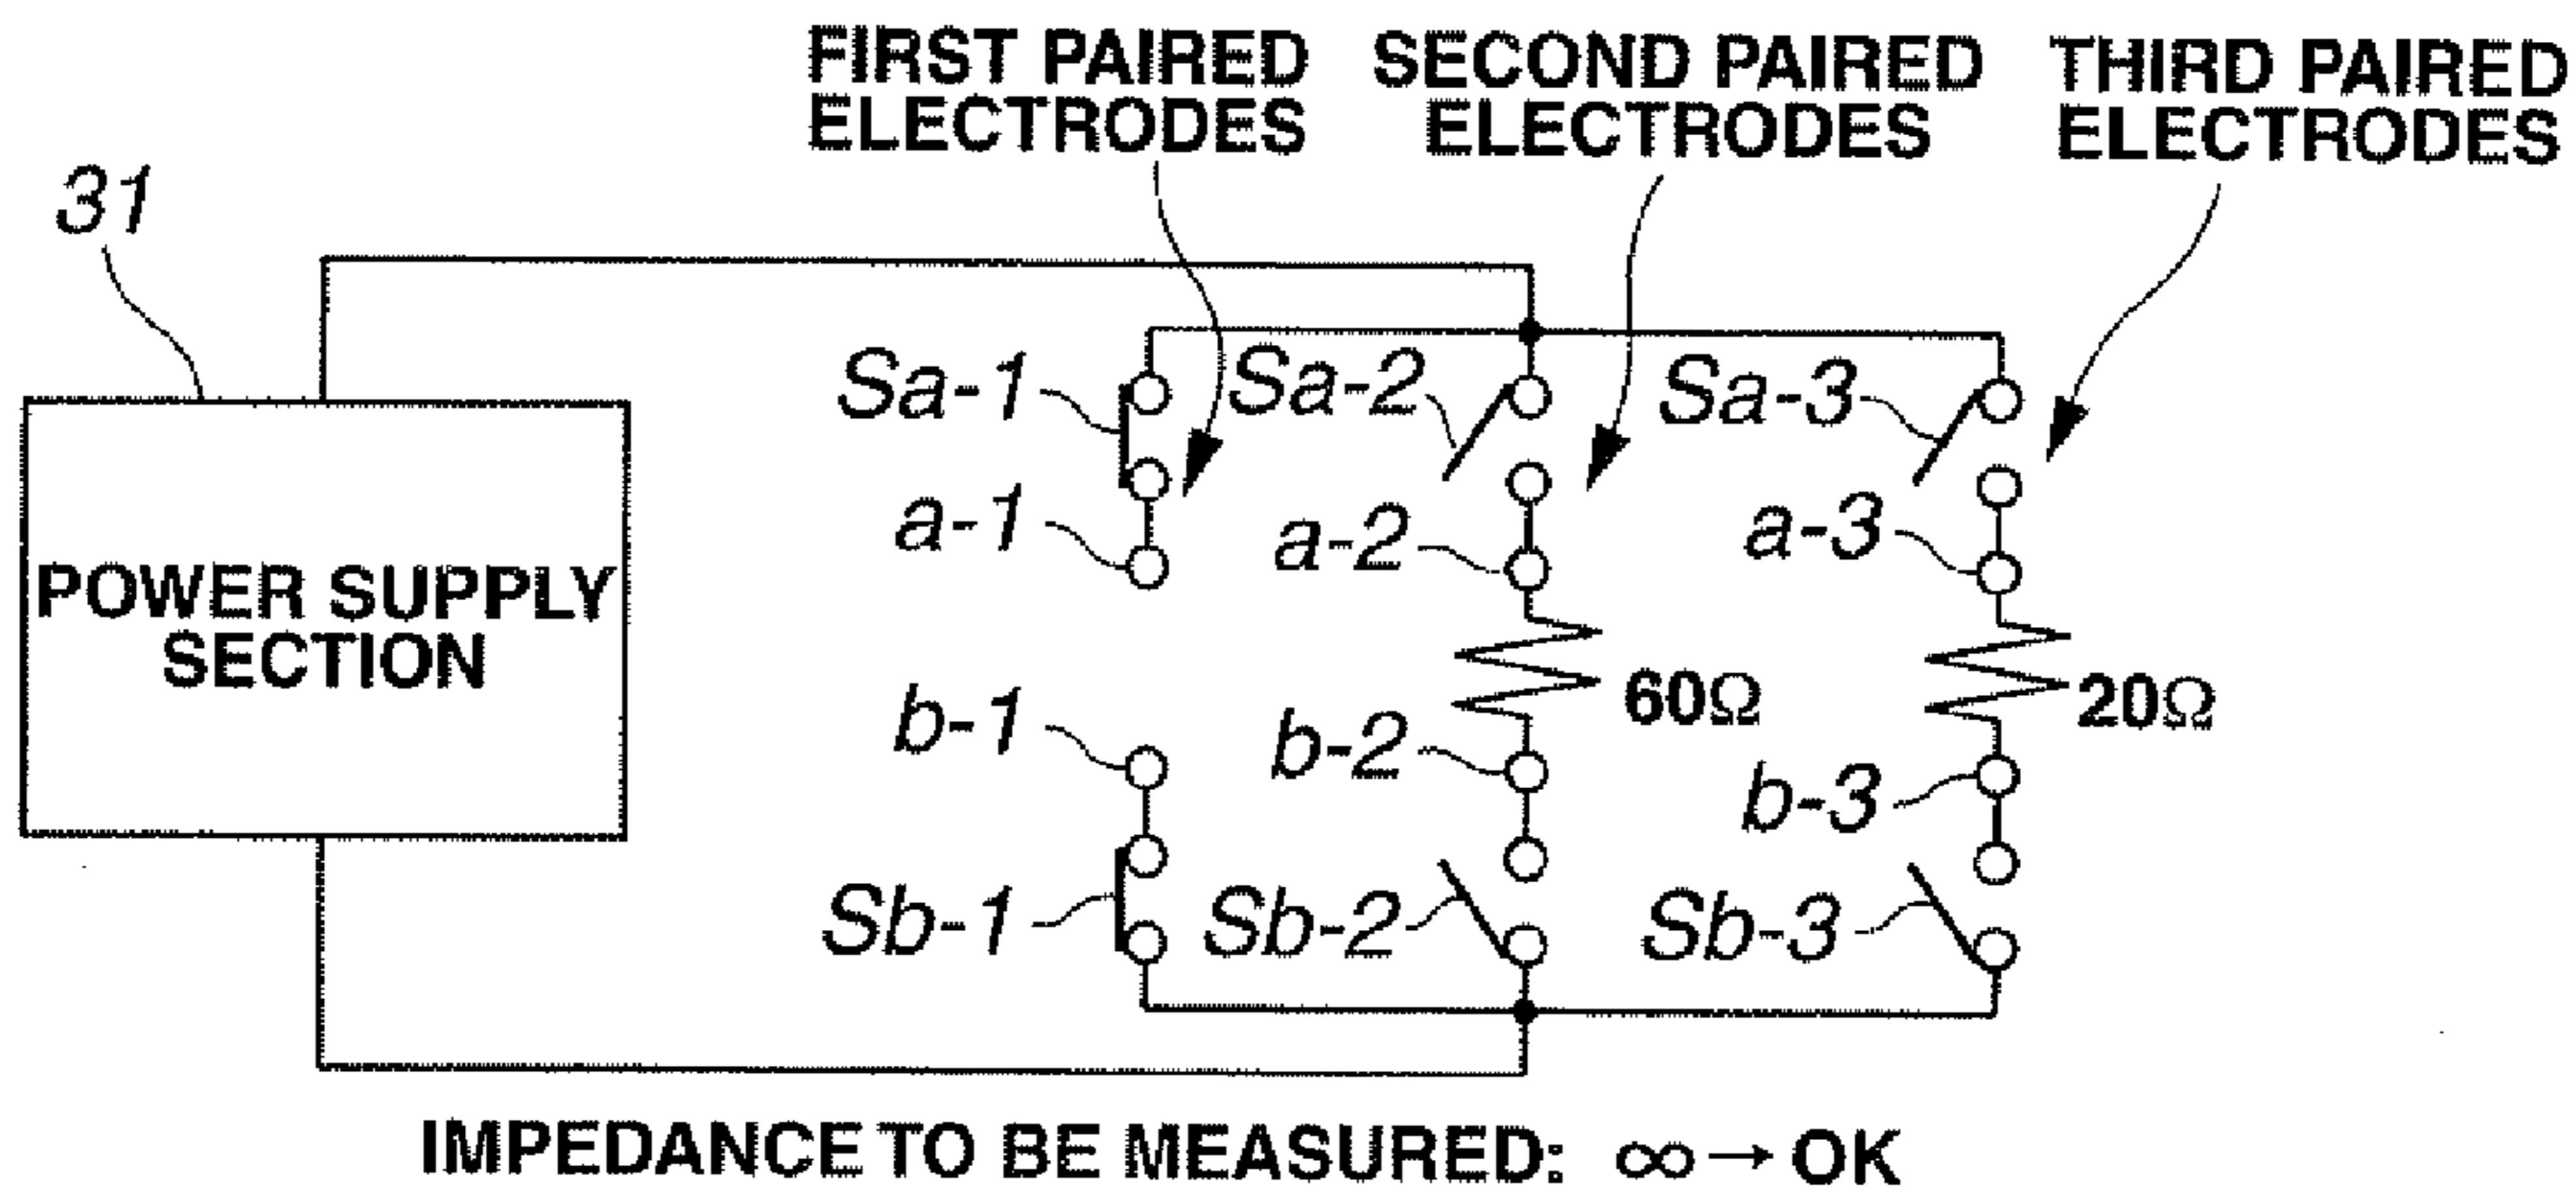 FIRST PAIRED
ELECTRODES
SECOND PAIRED
ELECTRODES
THIRD PAIRED
ELECTRODES
31
POWER SUPPLY
SECTION
Sa-1
Sa-2
Sa-3
a-1
a-2
a-3
60Ω
20Ω
b-1
b-2
b-3
Sb-1
Sb-2
Sb-3
IMPEDANCE TO BE MEASURED: ∞→OK